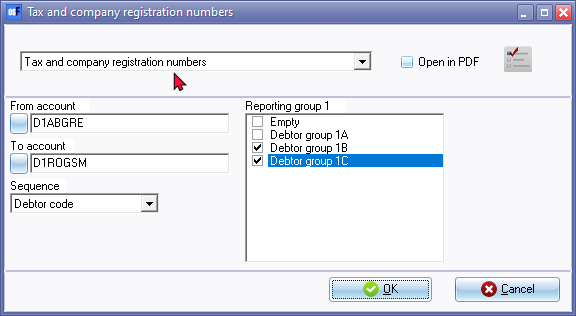 Tax and company registration numbers
Tax and company registration numbers
Open in PDF
From account
D1ABGRE
To account
D1ROGSM
Sequence
Debtor code
Reporting group 1
Empty
Debtor group 1A
Debtor group 1B
Debtor group 1C
OK
Cancel